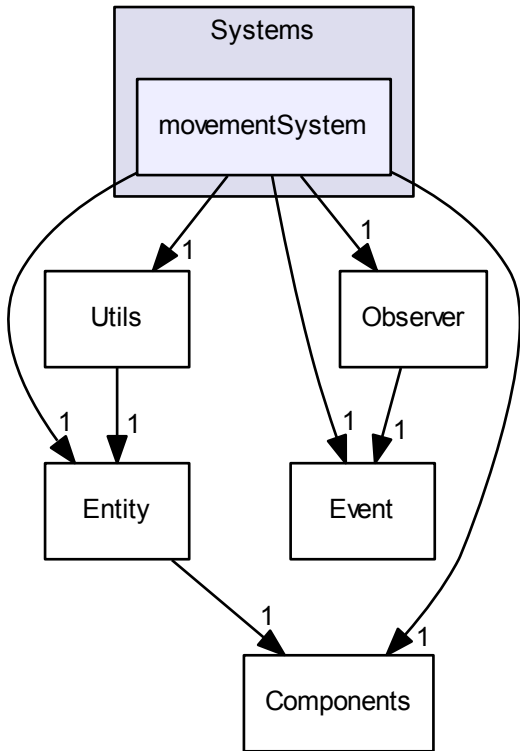 Systems
movementSystem
1
1
Utils
Observer
1
1
1
1
Entity
Event
1
1
Components